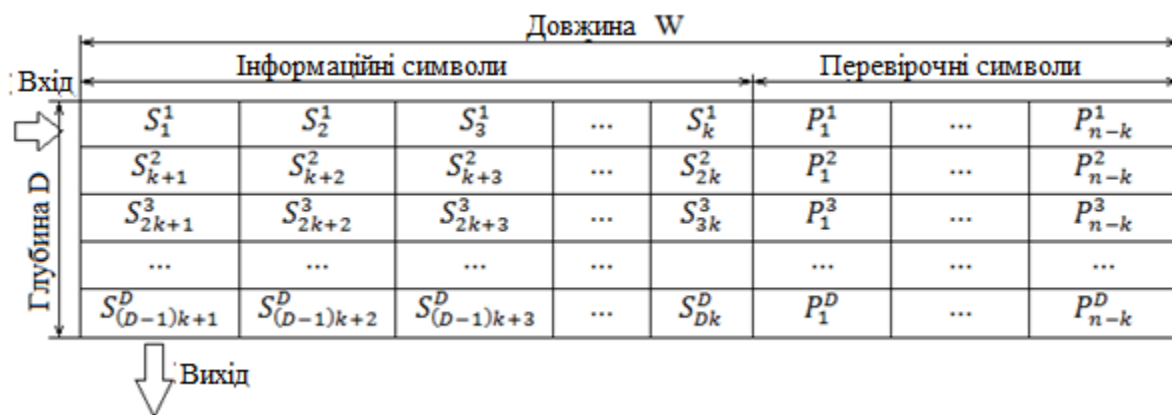 Довжина W
Інформаційні символи Перевірочні символи
Вхід
Глубина D
$S_1^1$ $S_2^1$ $S_3^1$ ... $S_k^1$ $P_1^1$ ... $P_{n-k}^1$
$S_{k+1}^2$ $S_{k+2}^2$ $S_{k+3}^2$ ... $S_{2k}^2$ $P_1^2$ ... $P_{n-k}^2$
$S_{2k+1}^3$ $S_{2k+2}^3$ $S_{2k+3}^3$ ... $S_{3k}^3$ $P_1^3$ ... $P_{n-k}^3$
... ... ... ... ... ... ...
$S_{(D-1)k+1}^D$ $S_{(D-1)k+2}^D$ $S_{(D-1)k+3}^D$ ... $S_{Dk}^D$ $P_1^D$ ... $P_{n-k}^D$
Вихід